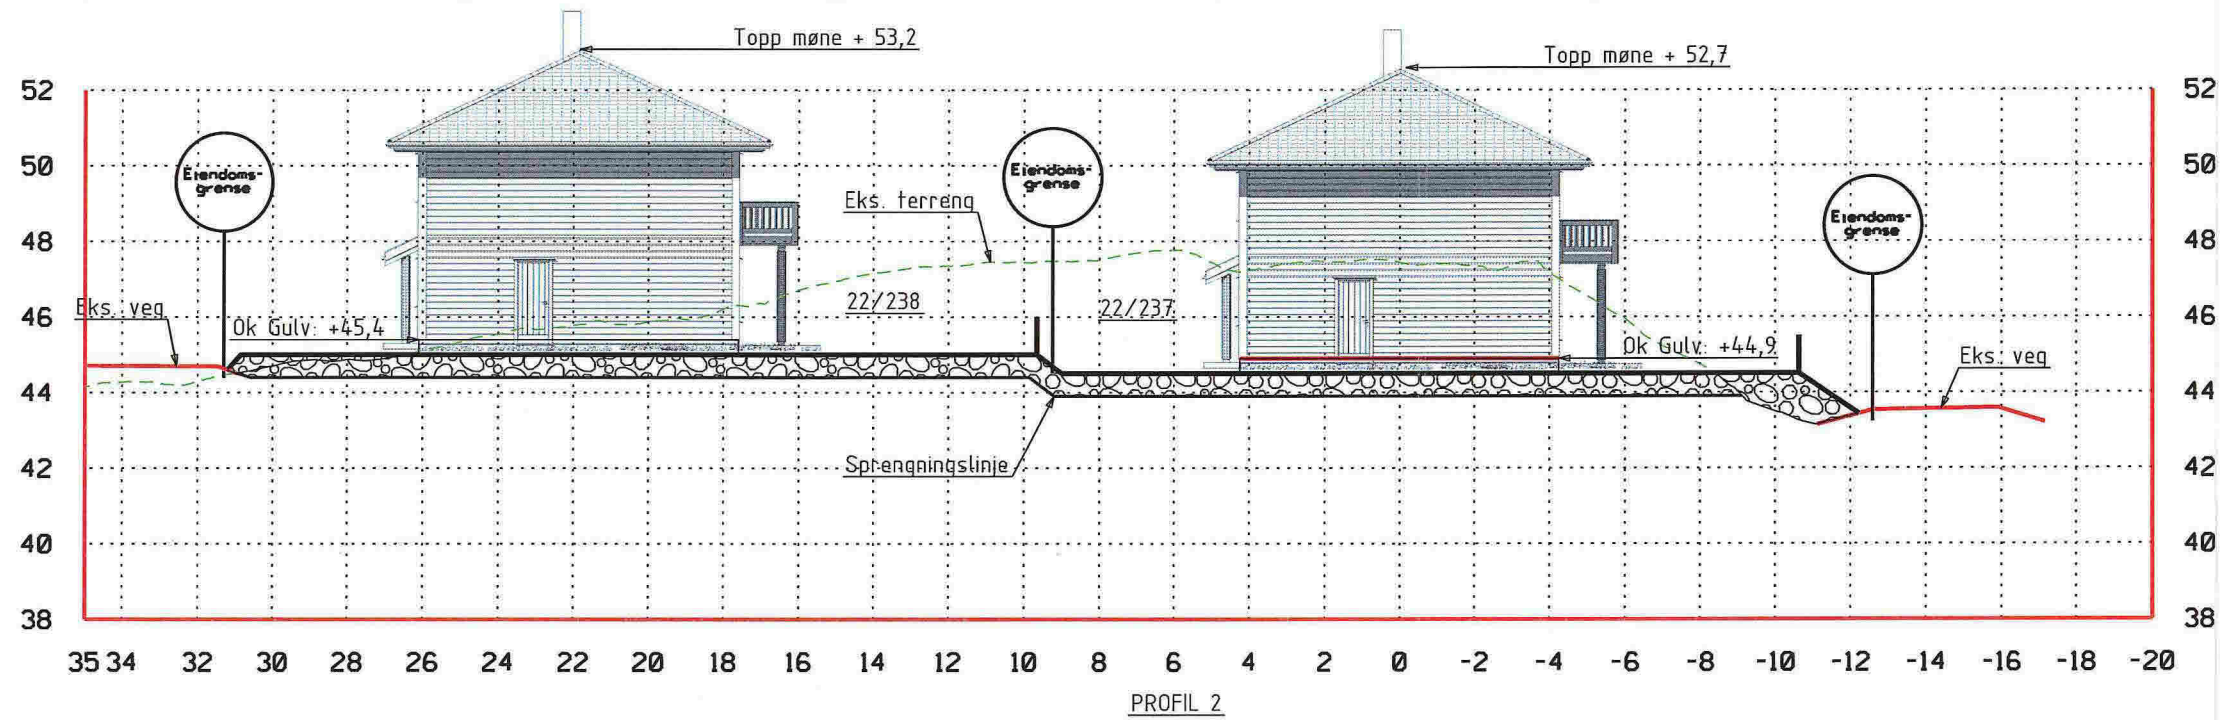 Topp møne + 53,2
Topp møne + 52,7
52
52
50
50
Eiendoms-
grense
Eiendoms-
grense
Eiendoms-
grense
Eks. terreng
48
48
22/238
22/237
Eks. veg
46
46
Ok Gulv: +45,4
Ok Gulv: +44,9
Eks. veg
44
44
Sprengningslinje
42
42
40
40
38
38
35 34 32 30 28 26 24 22 20 18 16 14 12 10 8 6 4 2 0 -2 -4 -6 -8 -10 -12 -14 -16 -18 -20
PROFIL 2